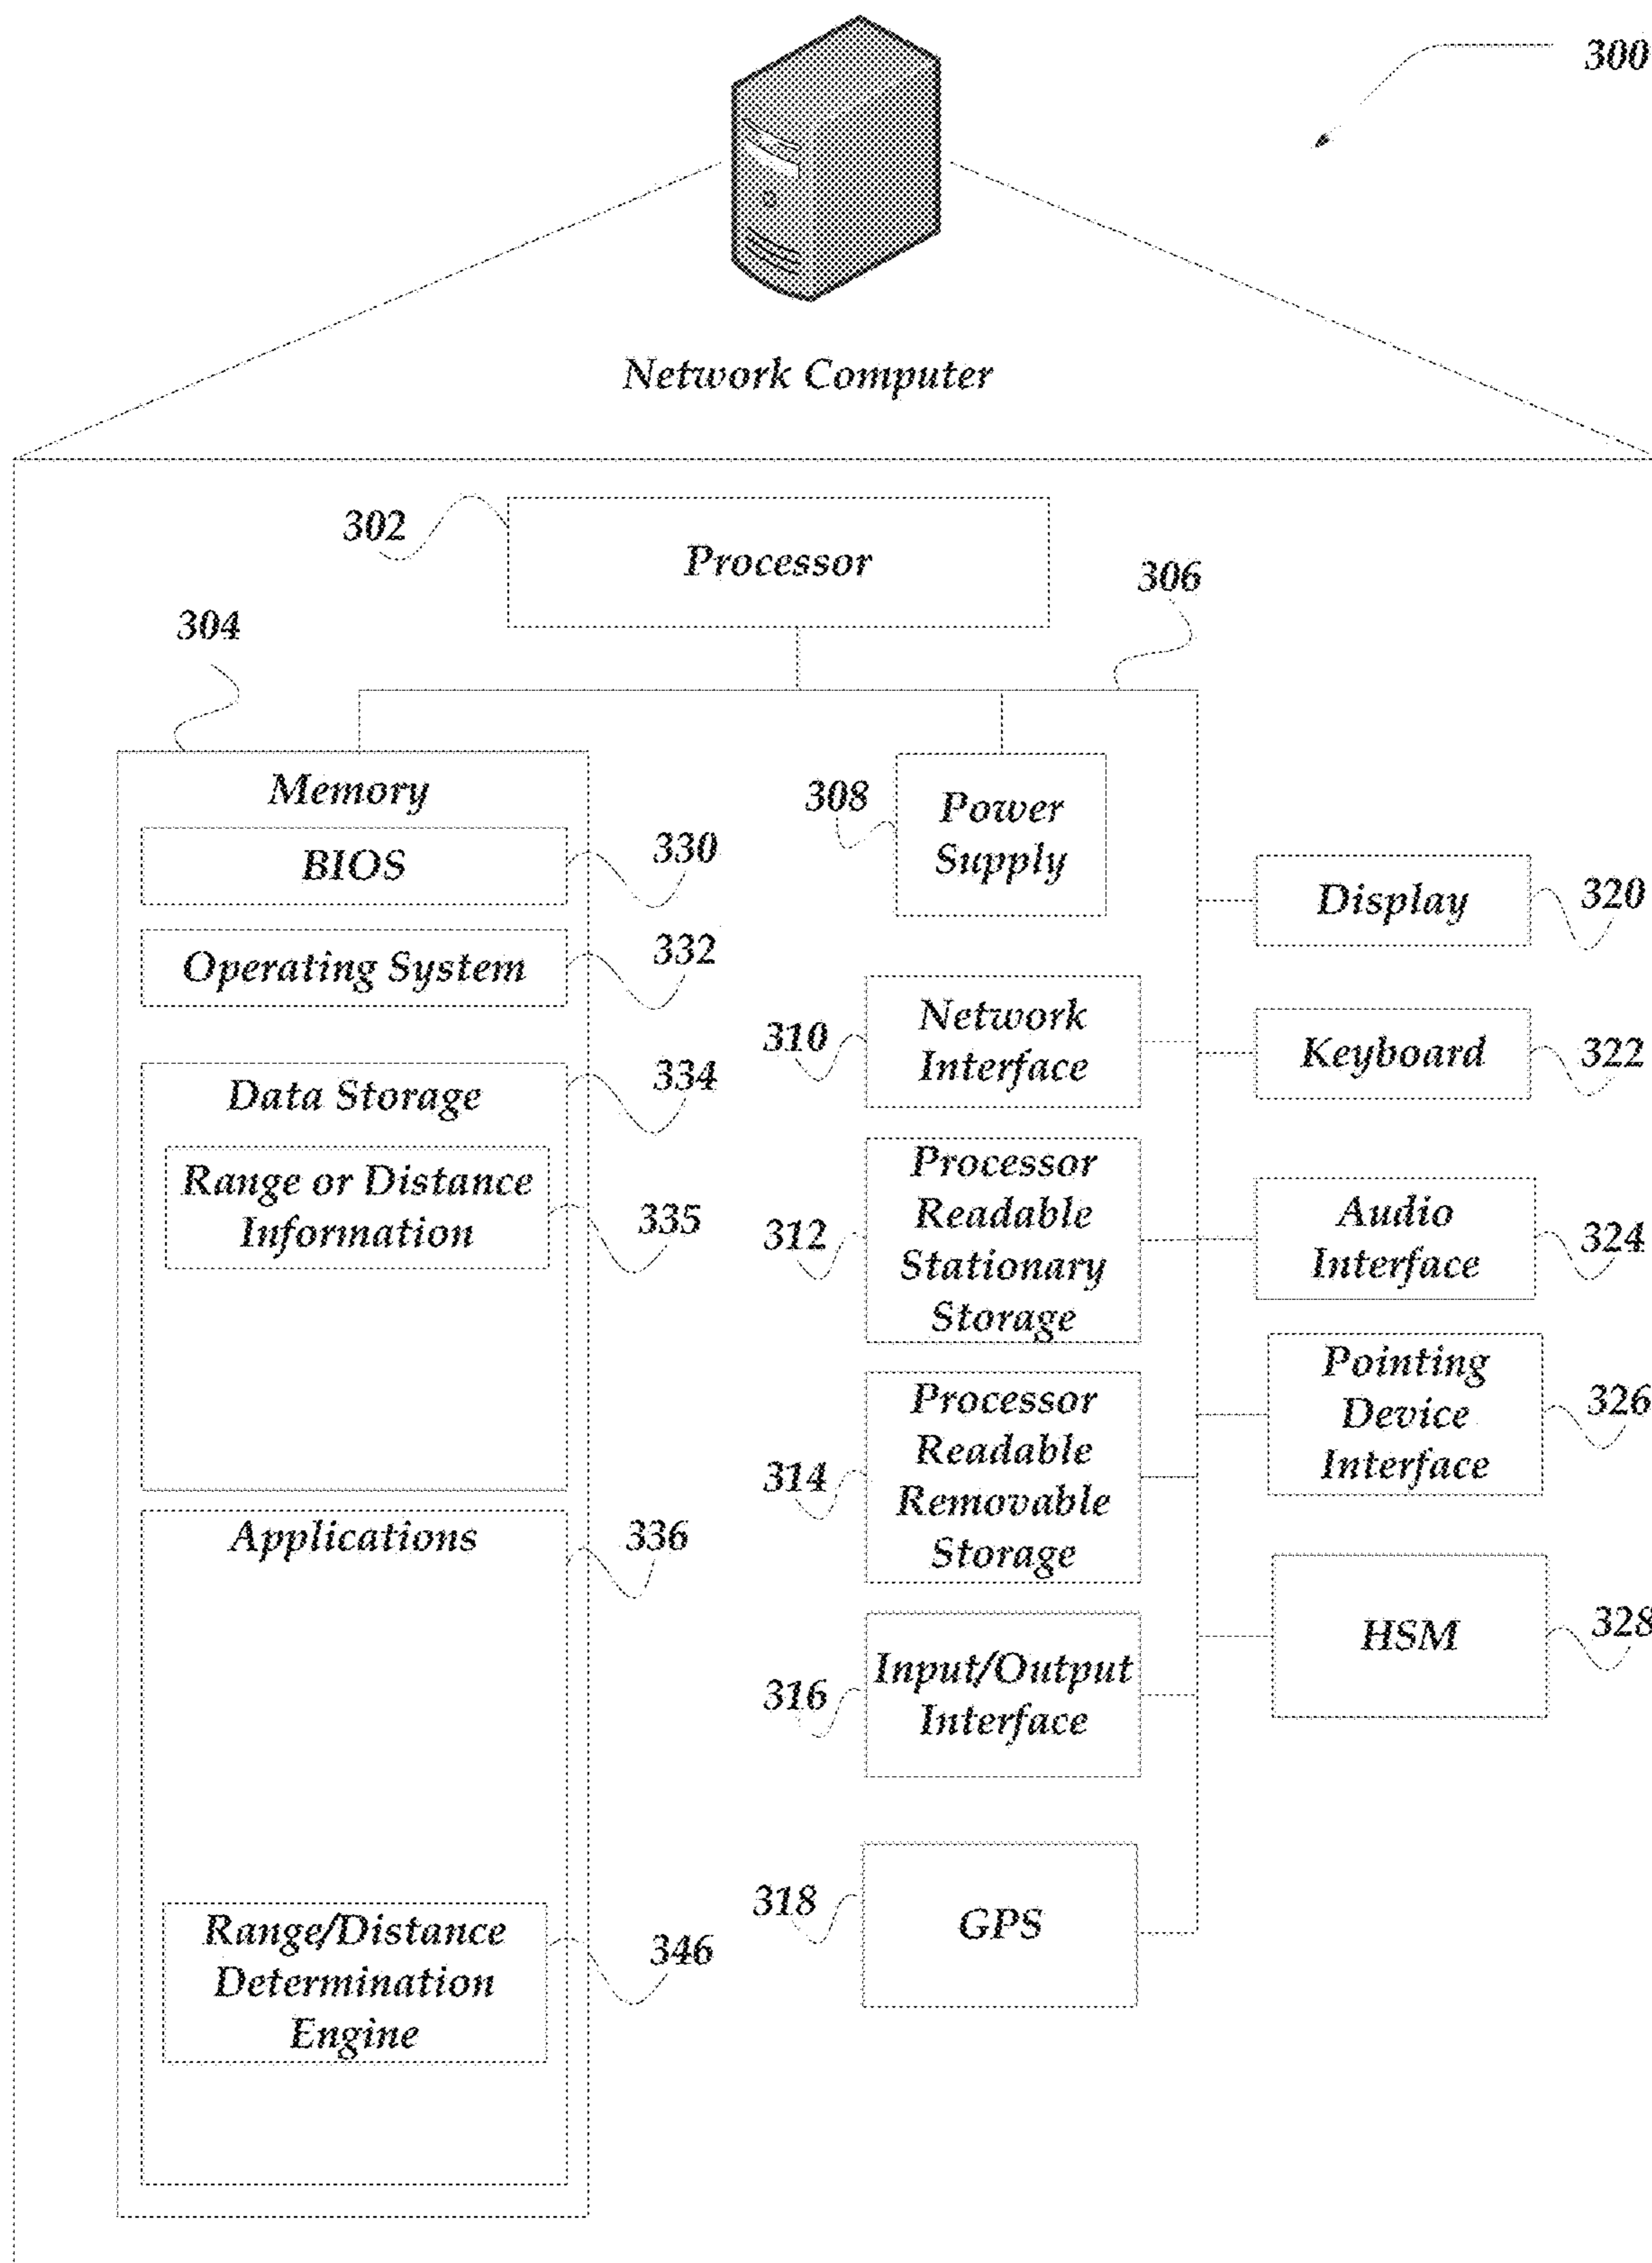 300
Network Computer
302
Processor
306
304
Memory
308
Power
Supply
BIOS
330
Operating System
332
Display
320
310
Network
Interface
Keyboard
322
Data Storage
334
Range or Distance
Information
335
312
Processor
Readable
Stationary
Storage
Audio
Interface
324
Pointing
Device
Interface
326
314
Processor
Readable
Removable
Storage
Applications
336
HSM
328
316
Input/Output
Interface
318
GPS
Range/Distance
Determination
Engine
346